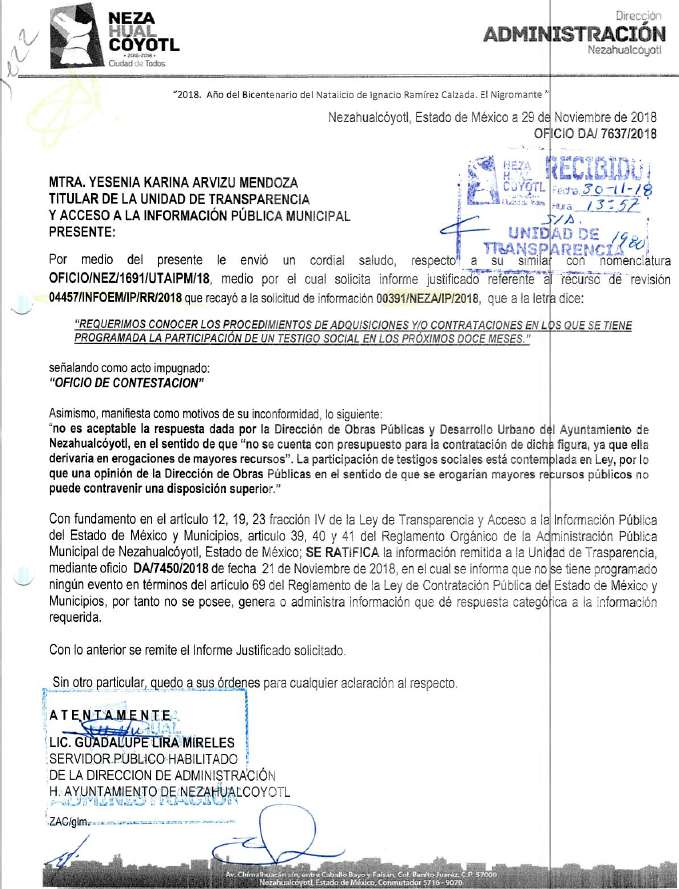 NEZA
HUAL
CÓYOTL
• 2016-2018 •
Ciudad de Todos
Dirección
ADMINISTRACIÓN
Nezahualcóyotl
"2018. Año del Bicentenario del Natalicio de Ignacio Ramírez Calzada. El Nigromante"
Nezahualcóyotl, Estado de México a 29 de Noviembre de 2018
OFICIO DA/ 7637/2018
NEZA
HUAL
CÓYOTL
RECIBIDO
Fecha 30-11-18
Hora 13:57
S/A.
UNIDAD DE
TRANSPARENCIA 1980
MTRA. YESENIA KARINA ARVIZU MENDOZA
TITULAR DE LA UNIDAD DE TRANSPARENCIA
Y ACCESO A LA INFORMACIÓN PÚBLICA MUNICIPAL
PRESENTE:
Por medio del presente le envió un cordial saludo, respecto a su similar con nomenclatura
OFICIO/NEZ/1691/UTAIPM/18, medio por el cual solicita informe justificado referente al recurso de revisión
04457/INFOEM/IP/RR/2018 que recayó a la solicitud de información 00391/NEZA/IP/2018, que a la letra dice:
"REQUERIMOS CONOCER LOS PROCEDIMIENTOS DE ADQUISICIONES Y/O CONTRATACIONES EN LOS QUE SE TIENE
PROGRAMADA LA PARTICIPACIÓN DE UN TESTIGO SOCIAL EN LOS PRÓXIMOS DOCE MESES."
señalando como acto impugnado:
"OFICIO DE CONTESTACION"
Asimismo, manifiesta como motivos de su inconformidad, lo siguiente:
"no es aceptable la respuesta dada por la Dirección de Obras Públicas y Desarrollo Urbano del Ayuntamiento de
Nezahualcóyotl, en el sentido de que "no se cuenta con presupuesto para la contratación de dicha figura, ya que ella
derivaría en erogaciones de mayores recursos". La participación de testigos sociales está contemplada en Ley, por lo
que una opinión de la Dirección de Obras Públicas en el sentido de que se erogarían mayores recursos públicos no
puede contravenir una disposición superior."
Con fundamento en el artículo 12, 19, 23 fracción IV de la Ley de Transparencia y Acceso a la Información Pública
del Estado de México y Municipios, articulo 39, 40 y 41 del Reglamento Orgánico de la Administración Pública
Municipal de Nezahualcóyotl, Estado de México; SE RATIFICA la información remitida a la Unidad de Trasparencia,
mediante oficio DA/7450/2018 de fecha 21 de Noviembre de 2018, en el cual se informa que no se tiene programado
ningún evento en términos del artículo 69 del Reglamento de la Ley de Contratación Pública del Estado de México y
Municipios, por tanto no se posee, genera o administra información que dé respuesta categórica a la información
requerida.
Con lo anterior se remite el Informe Justificado solicitado.
Sin otro particular, quedo a sus órdenes para cualquier aclaración al respecto.
ATENTAMENTE
LIC. GUADALUPE LIRA MIRELES
SERVIDOR PÚBLICO HABILITADO
DE LA DIRECCION DE ADMINISTRACIÓN
H. AYUNTAMIENTO DE NEZAHUALCOYOTL
ADMINISTRACIÓN
ZAC/glm.
Av. Chimalhuacán s/n, entre Caballo Bayo y Faisán, Col. Benito Juárez, C.P. 57000
Nezahualcóyotl, Estado de México, Conmutador 5716 - 9070